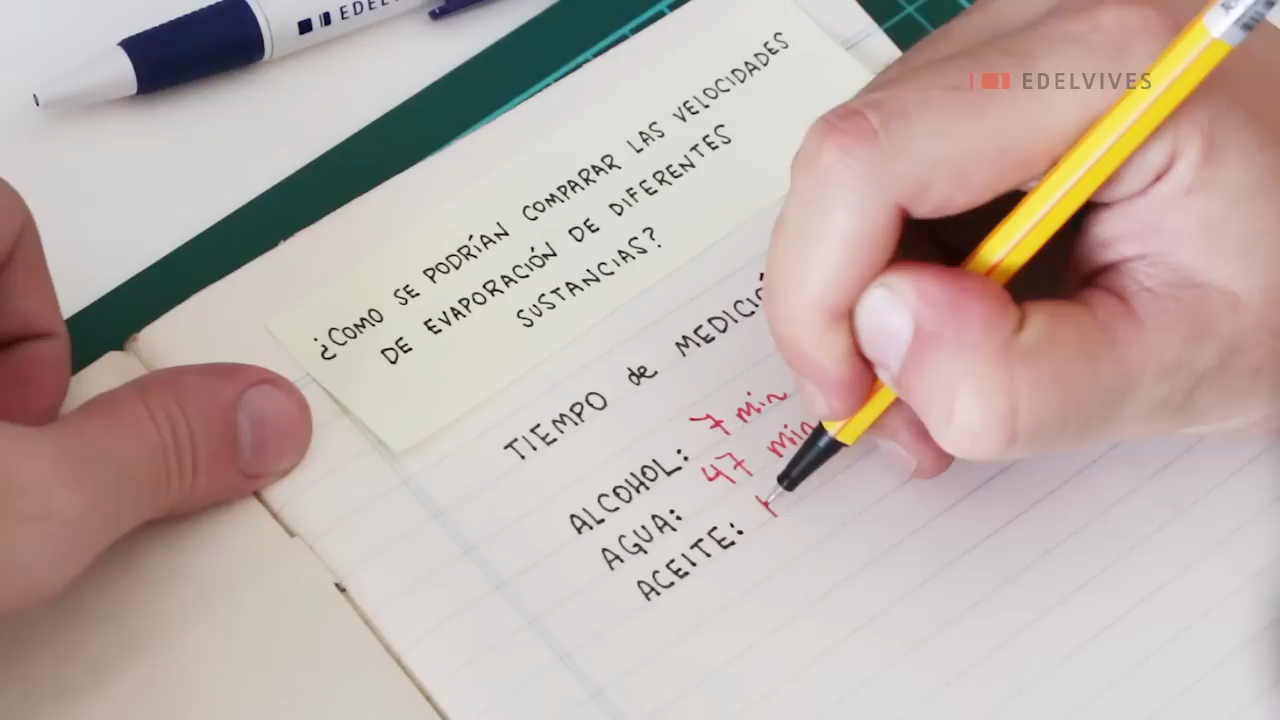 EDELV
EDELVIVES
¿COMO SE PODRÍAN COMPARAR LAS VELOCIDADES
DE EVAPORACIÓN DE DIFERENTES
SUSTANCIAS?
TIEMPO de MEDICIÓ
ALCOHOL: 7 min
AGUA: 47 min
ACEITE: